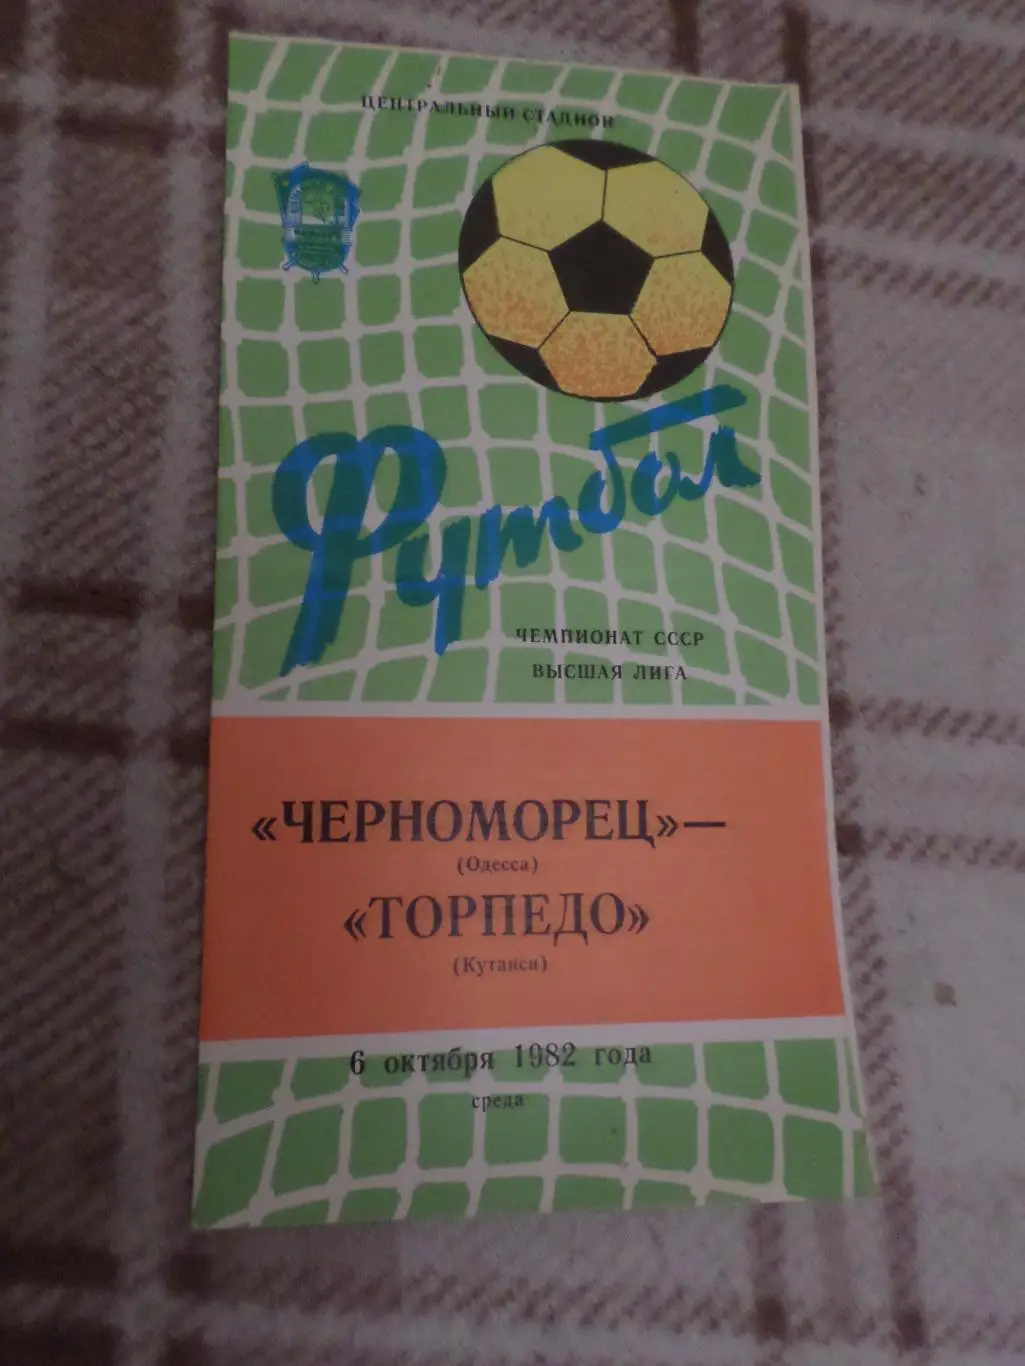 ЦЕНТРАЛЬНЫЙ СТАДИОН
Футбол
ЧЕМПИОНАТ СССР
ВЫСШАЯ ЛИГА
«ЧЕРНОМОРЕЦ»—
(Одесса)
«ТОРПЕДО»
(Кутаиси)
6 октября 1982 года
среда